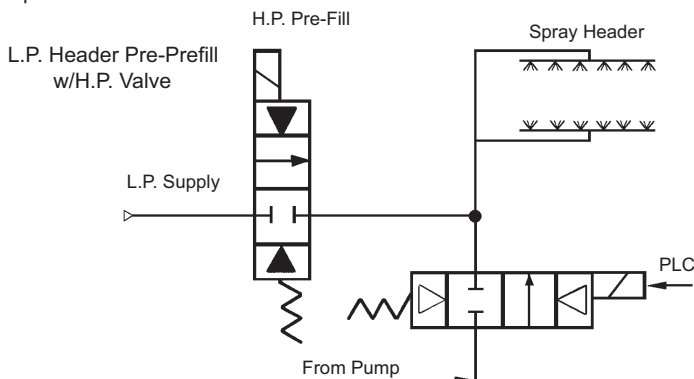 H.P. Pre-Fill
Spray Header
L.P. Header Pre-Prefill
w/H.P. Valve
L.P. Supply
PLC
From Pump